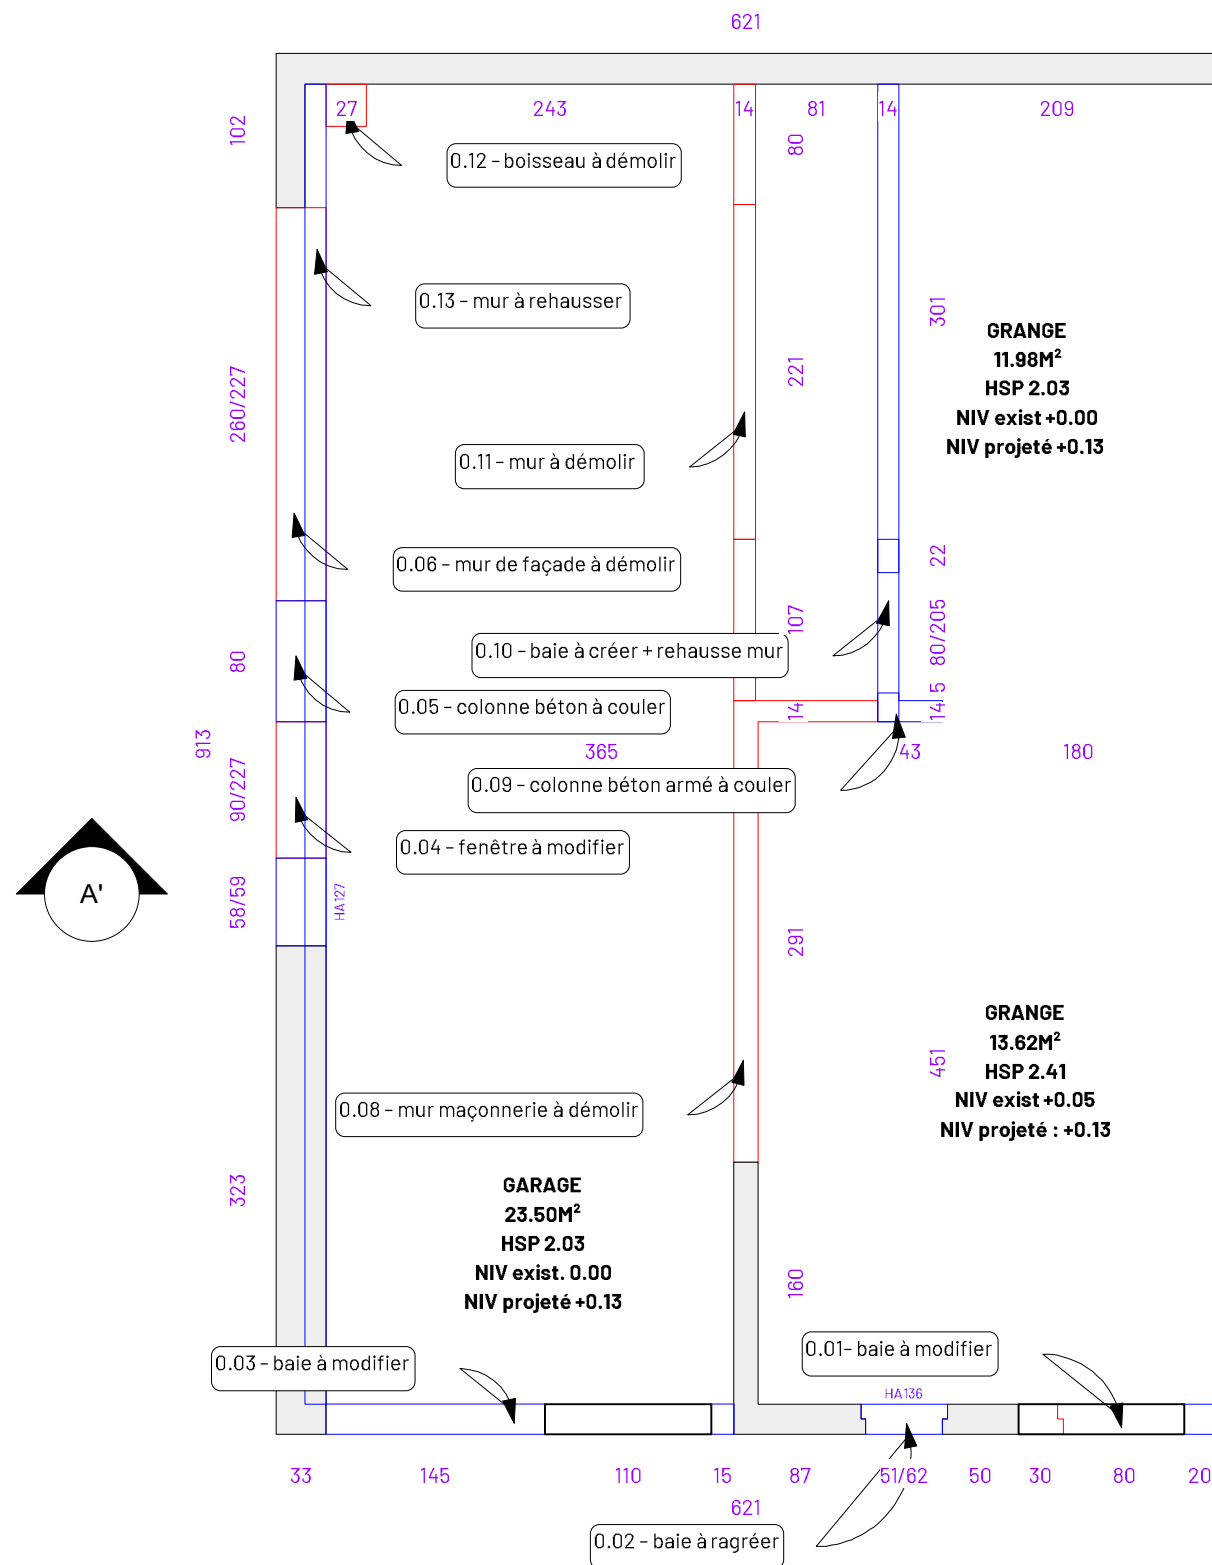 621
27
243
14
81
14
209
102
80
0.12 - boisseau à démolir
0.13 - mur à rehausser
301
GRANGE
11.98M²
HSP 2.03
NIV exist +0.00
NIV projeté +0.13
260/227
221
0.11 - mur à démolir
0.06 - mur de façade à démolir
22
107
80/205
0.10 - baie à créer + rehausse mur
80
0.05 - colonne béton à couler
5
14
14
913
365
43
180
0.09 - colonne béton armé à couler
90/227
0.04 - fenêtre à modifier
A'
58/59
HA127
291
GRANGE
13.62M²
HSP 2.41
NIV exist +0.05
NIV projeté : +0.13
451
0.08 - mur maçonnerie à démolir
323
GARAGE
23.50M²
HSP 2.03
NIV exist. 0.00
NIV projeté +0.13
160
0.03 - baie à modifier
0.01- baie à modifier
HA136
33
145
110
15
87
51/62
50
30
80
20
621
0.02 - baie à ragréer